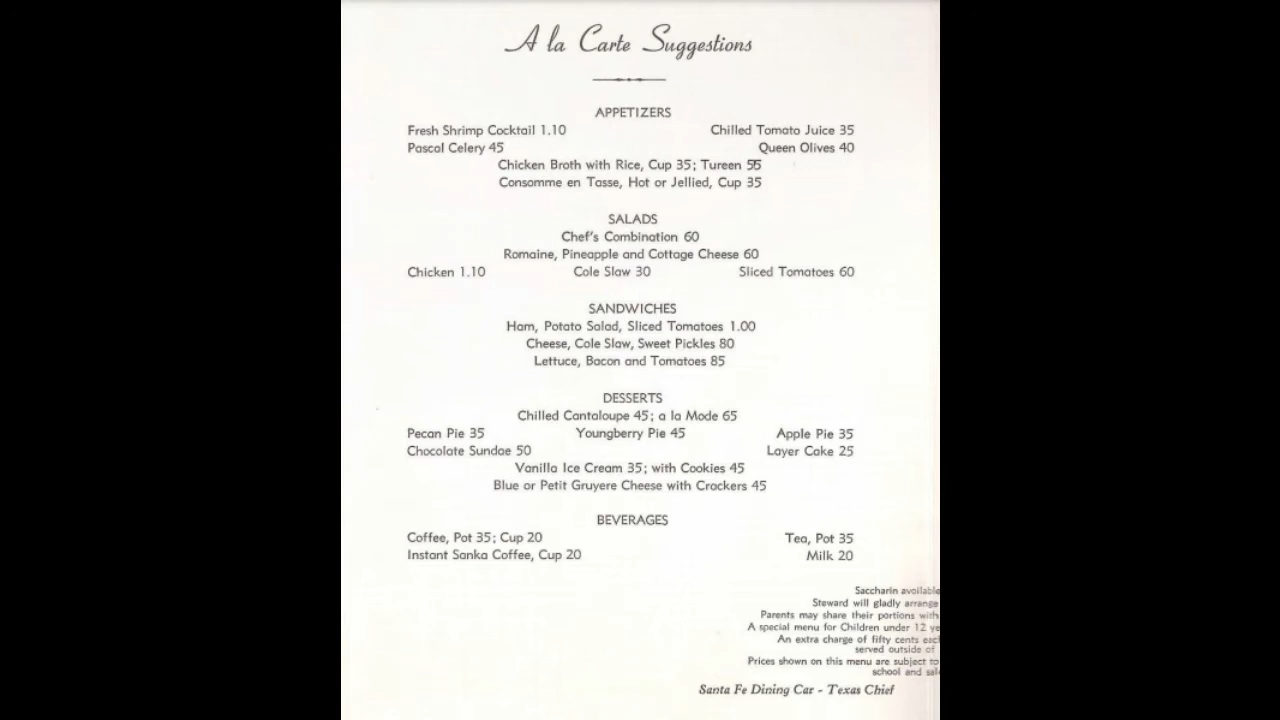 A la Carte Suggestions
APPETIZERS
Fresh Shrimp Cocktail 1.10 Chilled Tomato Juice 35
Pascal Celery 45 Queen Olives 40
Chicken Broth with Rice, Cup 35; Tureen 55
Consomme en Tasse, Hot or Jellied, Cup 35
SALADS
Chef's Combination 60
Romaine, Pineapple and Cottage Cheese 60
Chicken 1.10 Cole Slaw 30 Sliced Tomatoes 60
SANDWICHES
Ham, Potato Salad, Sliced Tomatoes 1.00
Cheese, Cole Slaw, Sweet Pickles 80
Lettuce, Bacon and Tomatoes 85
DESSERTS
Chilled Cantaloupe 45; a la Mode 65
Pecan Pie 35 Youngberry Pie 45 Apple Pie 35
Chocolate Sundae 50 Layer Cake 25
Vanilla Ice Cream 35; with Cookies 45
Blue or Petit Gruyere Cheese with Crackers 45
BEVERAGES
Coffee, Pot 35; Cup 20 Tea, Pot 35
Instant Sanka Coffee, Cup 20 Milk 20
Saccharin available
Steward will gladly arrange
Parents may share their portions with
A special menu for Children under 12
An extra charge of fifty cents
served outside of
Prices shown on this menu are subject to
school and
Santa Fe Dining Car - Texas Chief